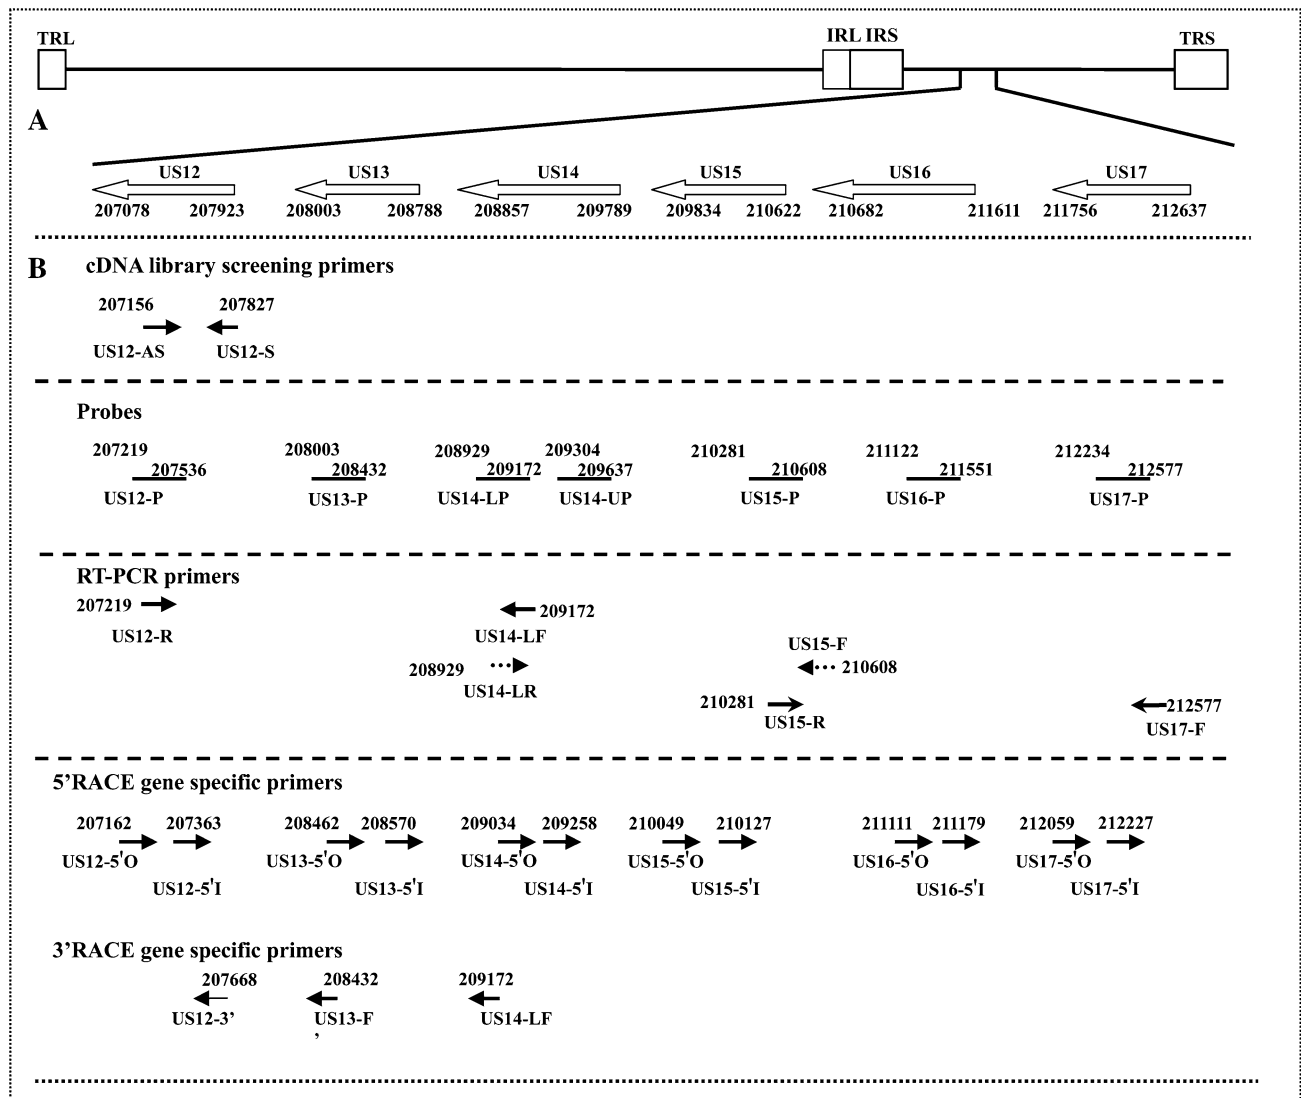 TRL IRL IRS TRS
A
US12 US13 US14 US15 US16 US17
207078 207923 208003 208788 208857 209789 209834 210622 210682 211611 211756 212637
B cDNA library screening primers
207156 207827
US12-AS US12-S
Probes
207219 208003 208929 209304 210281 211122 212234
207536 208432 209172 209637 210608 211551 212577
US12-P US13-P US14-LP US14-UP US15-P US16-P US17-P
RT-PCR primers
207219 209172
US12-R US14-LF
US15-F
208929 210608
US14-LR
210281 212577
US15-R US17-F
5’RACE gene specific primers
207162 207363 208462 208570 209034 209258 210049 210127 211111 211179 212059 212227
US12-5'O US13-5'O US14-5'O US15-5'O US16-5'O US17-5'O
US12-5'I US13-5'I US14-5'I US15-5'I US16-5'I US17-5'I
3’RACE gene specific primers
207668 208432 209172
US12-3’ US13-F US14-LF
’